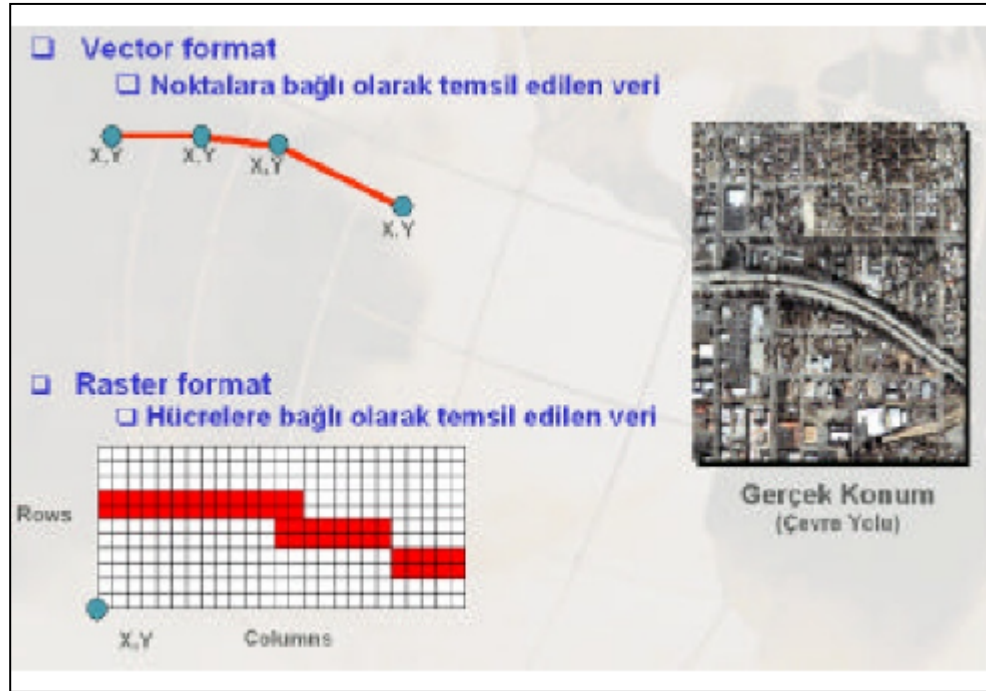 Vector format
Noktalara bağlı olarak temsil edilen veri
X,Y X,Y X,Y X,Y
Raster format
Hücrelere bağlı olarak temsil edilen veri
Rows
X,Y Columns
Gerçek Konum
(Çevre Yolu)